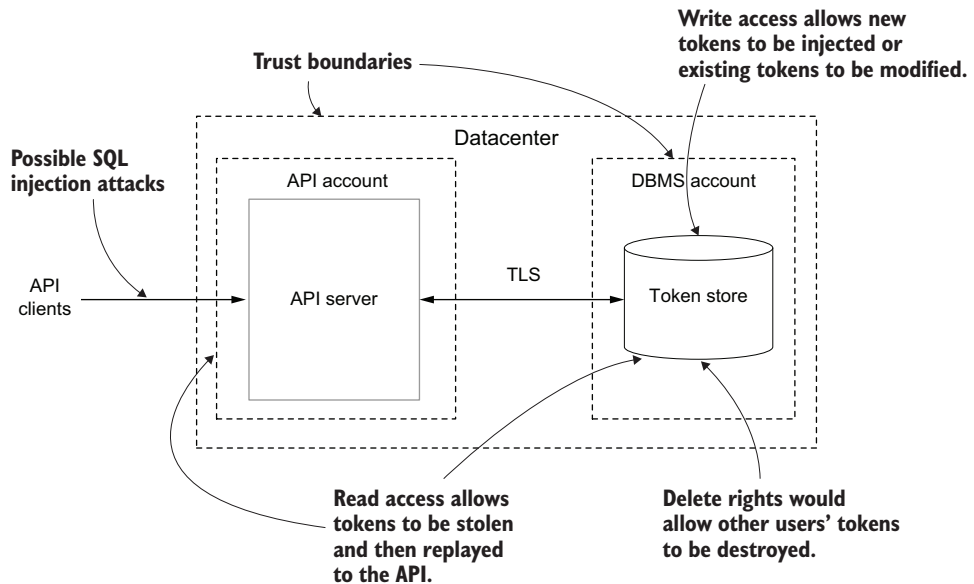 Write access allows new
tokens to be injected or
existing tokens to be modified.
Trust boundaries
Datacenter
Possible SQL
injection attacks
API account
DBMS account
API
clients
API server
TLS
Token store
Read access allows
tokens to be stolen
and then replayed
to the API.
Delete rights would
allow other users’ tokens
to be destroyed.